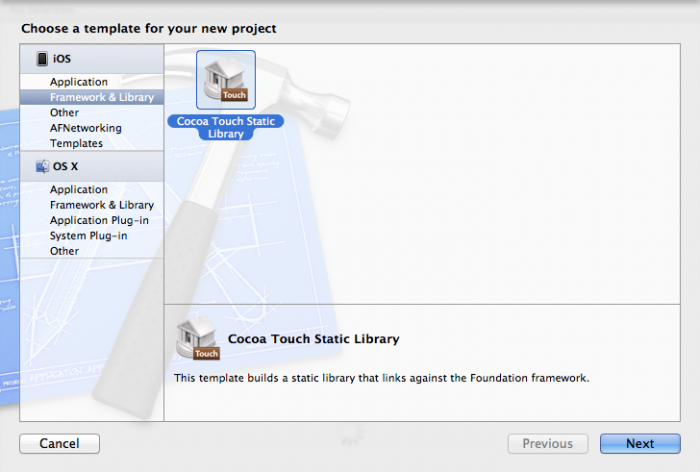 Choose a template for your new project
iOS
Application
Framework & Library
Other
AFNetworking
Templates
OS X
Application
Framework & Library
Application Plug-in
System Plug-in
Other
Touch
Cocoa Touch Static
Library
Touch
Cocoa Touch Static Library
This template builds a static library that links against the Foundation framework.
Cancel
Previous
Next